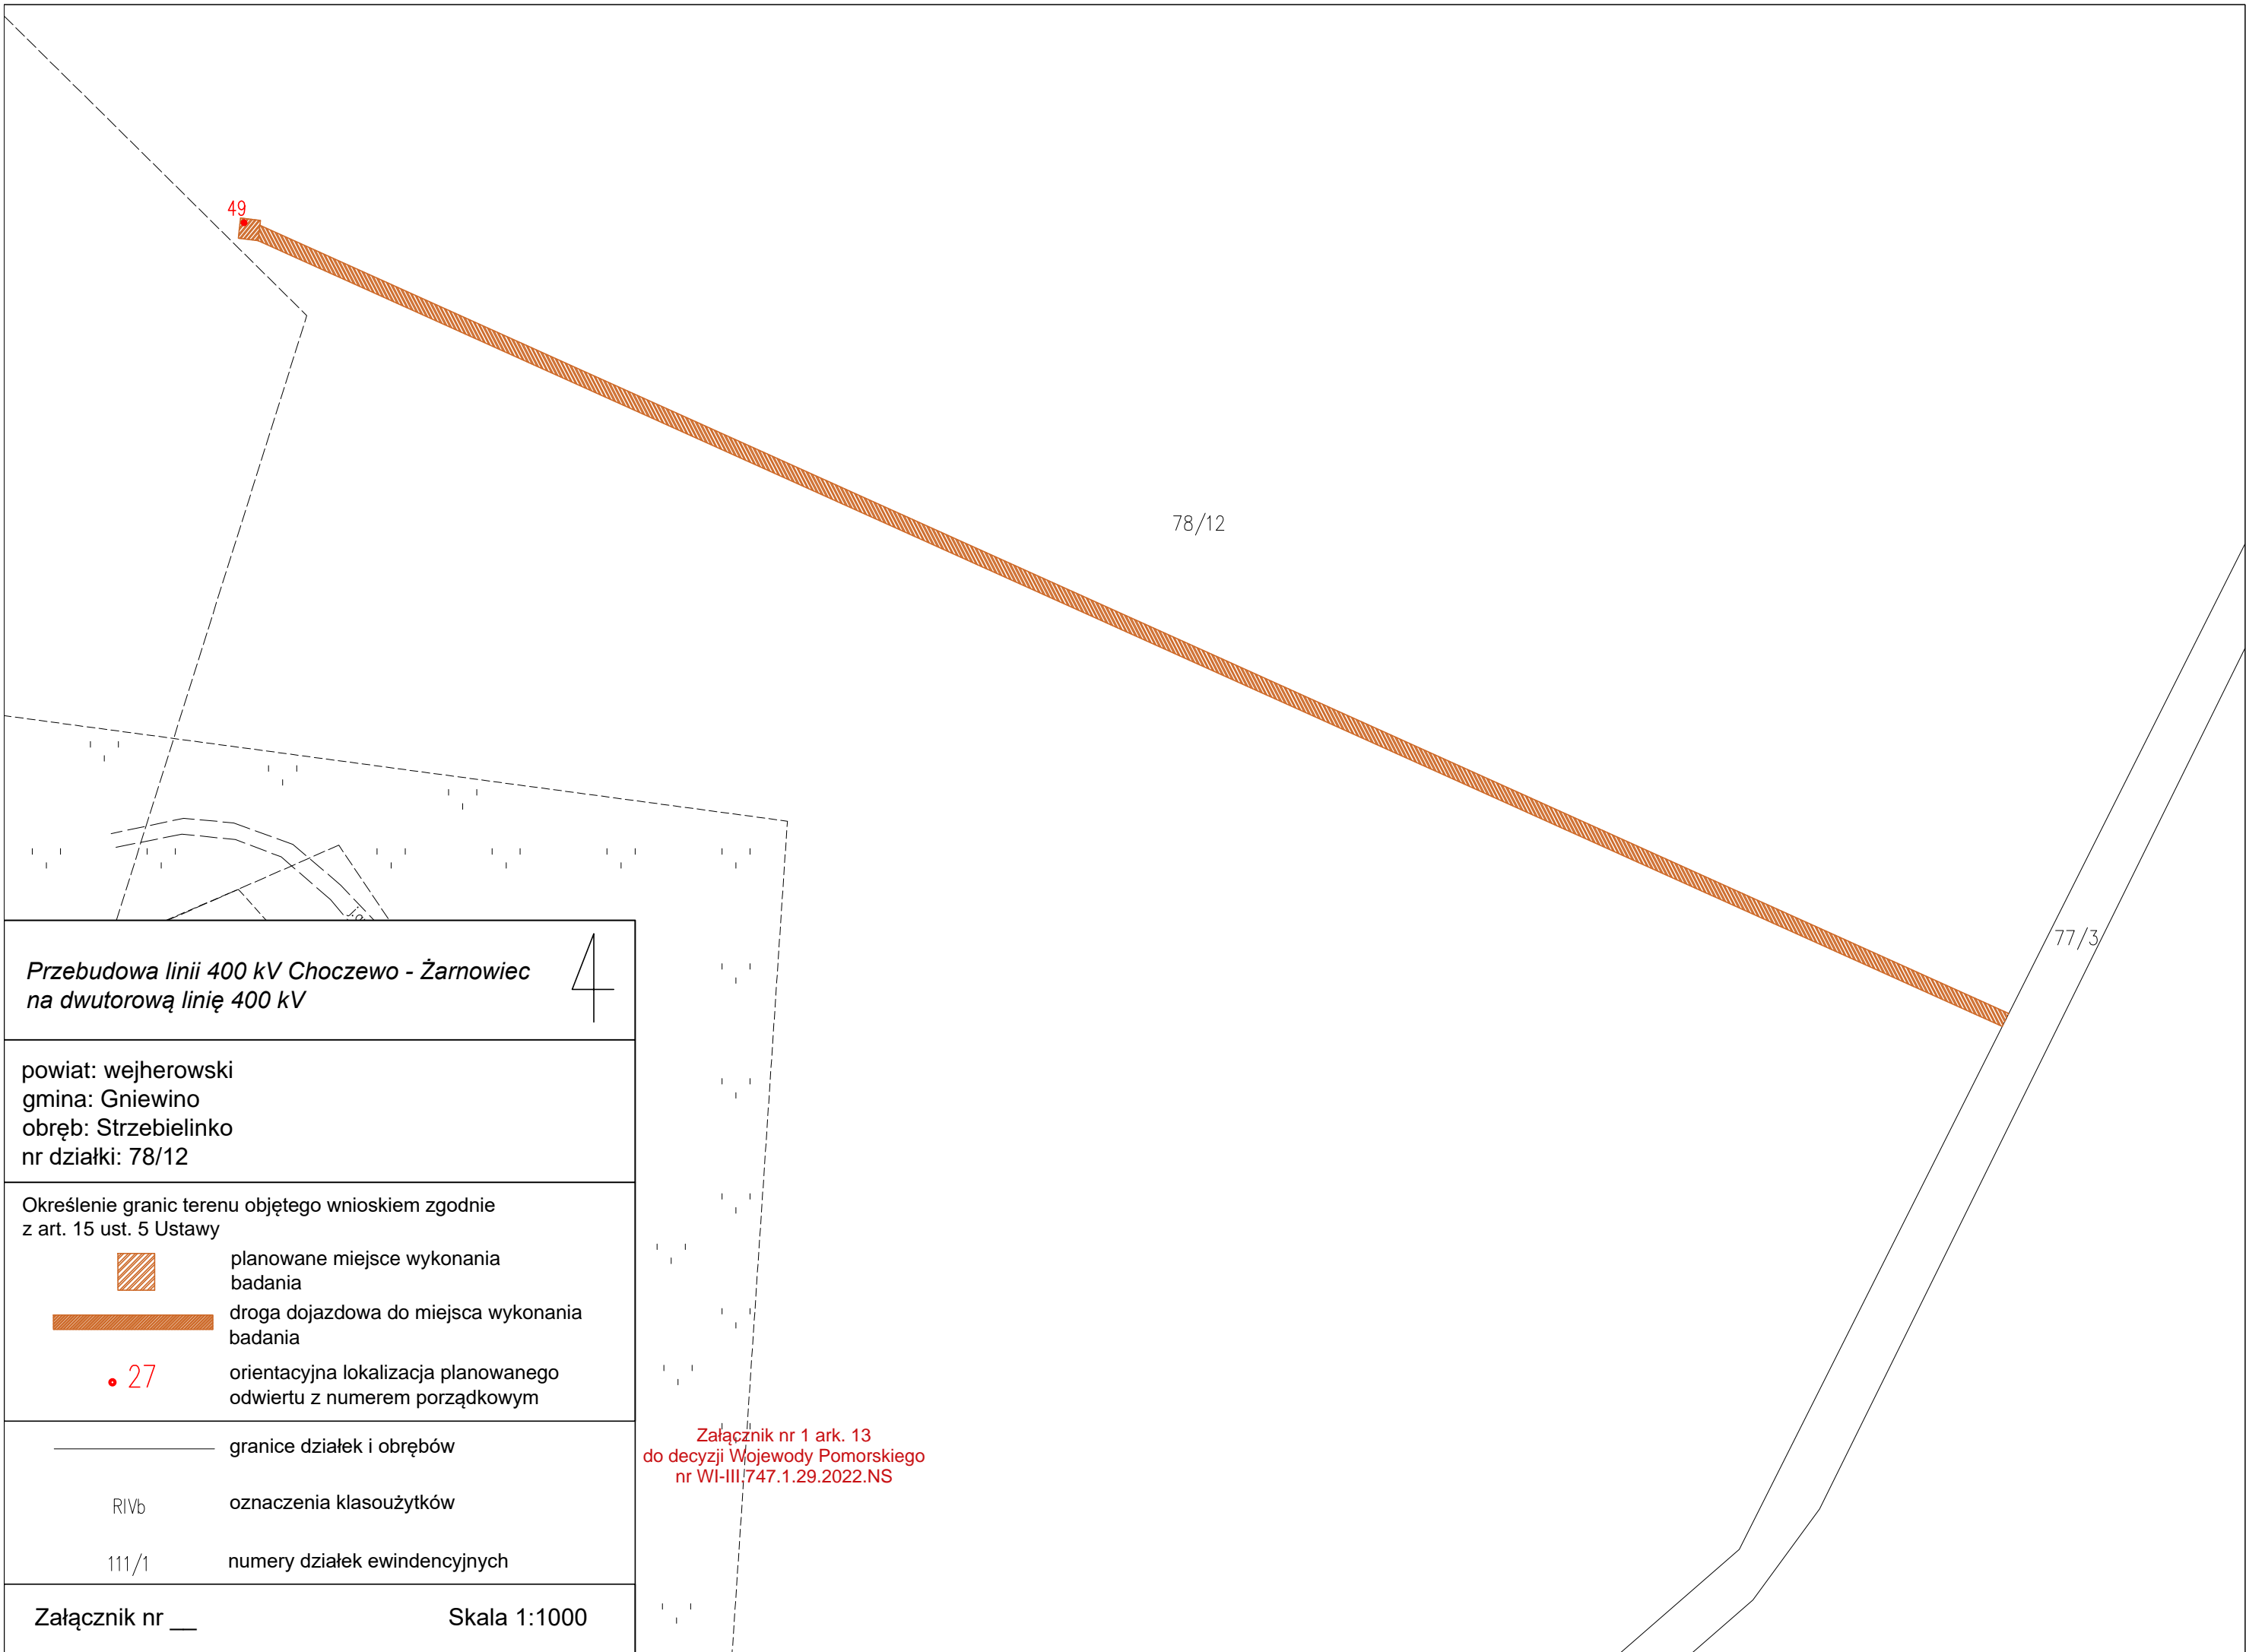 49
78/12
77/3
Przebudowa linii 400 kV Choczewo - Żarnowiec
na dwutorową linię 400 kV
powiat: wejherowski
gmina: Gniewino
obręb: Strzebielinko
nr działki: 78/12
Określenie granic terenu objętego wnioskiem zgodnie
z art. 15 ust. 5 Ustawy
planowane miejsce wykonania
badania
droga dojazdowa do miejsca wykonania
badania
27 orientacyjna lokalizacja planowanego
odwiertu z numerem porządkowym
granice działek i obrębów
RIVb oznaczenia klasoużytków
111/1 numery działek ewindencyjnych
Załącznik nr __ Skala 1:1000
Załącznik nr 1 ark. 13
do decyzji Wojewody Pomorskiego
nr WI-III.747.1.29.2022.NS